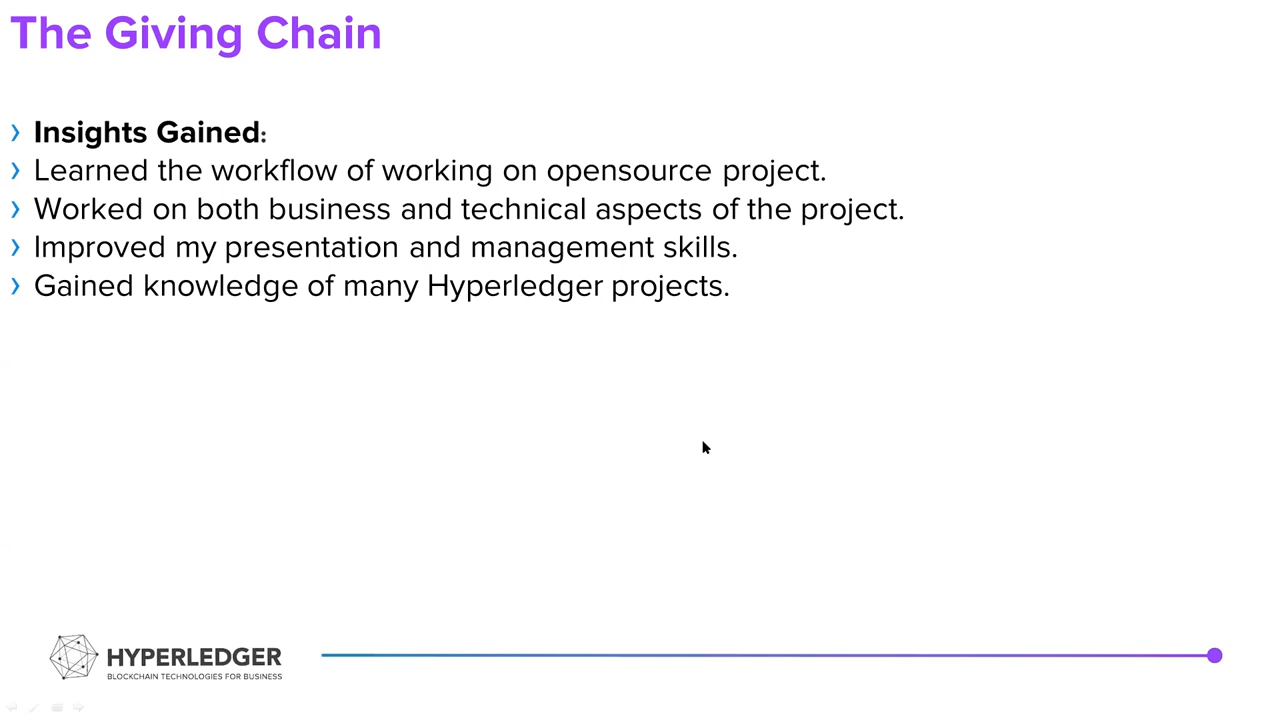 The Giving Chain
Insights Gained:
Learned the workflow of working on opensource project.
Worked on both business and technical aspects of the project.
Improved my presentation and management skills.
Gained knowledge of many Hyperledger projects.
HYPERLEDGER
BLOCKCHAIN TECHNOLOGIES FOR BUSINESS